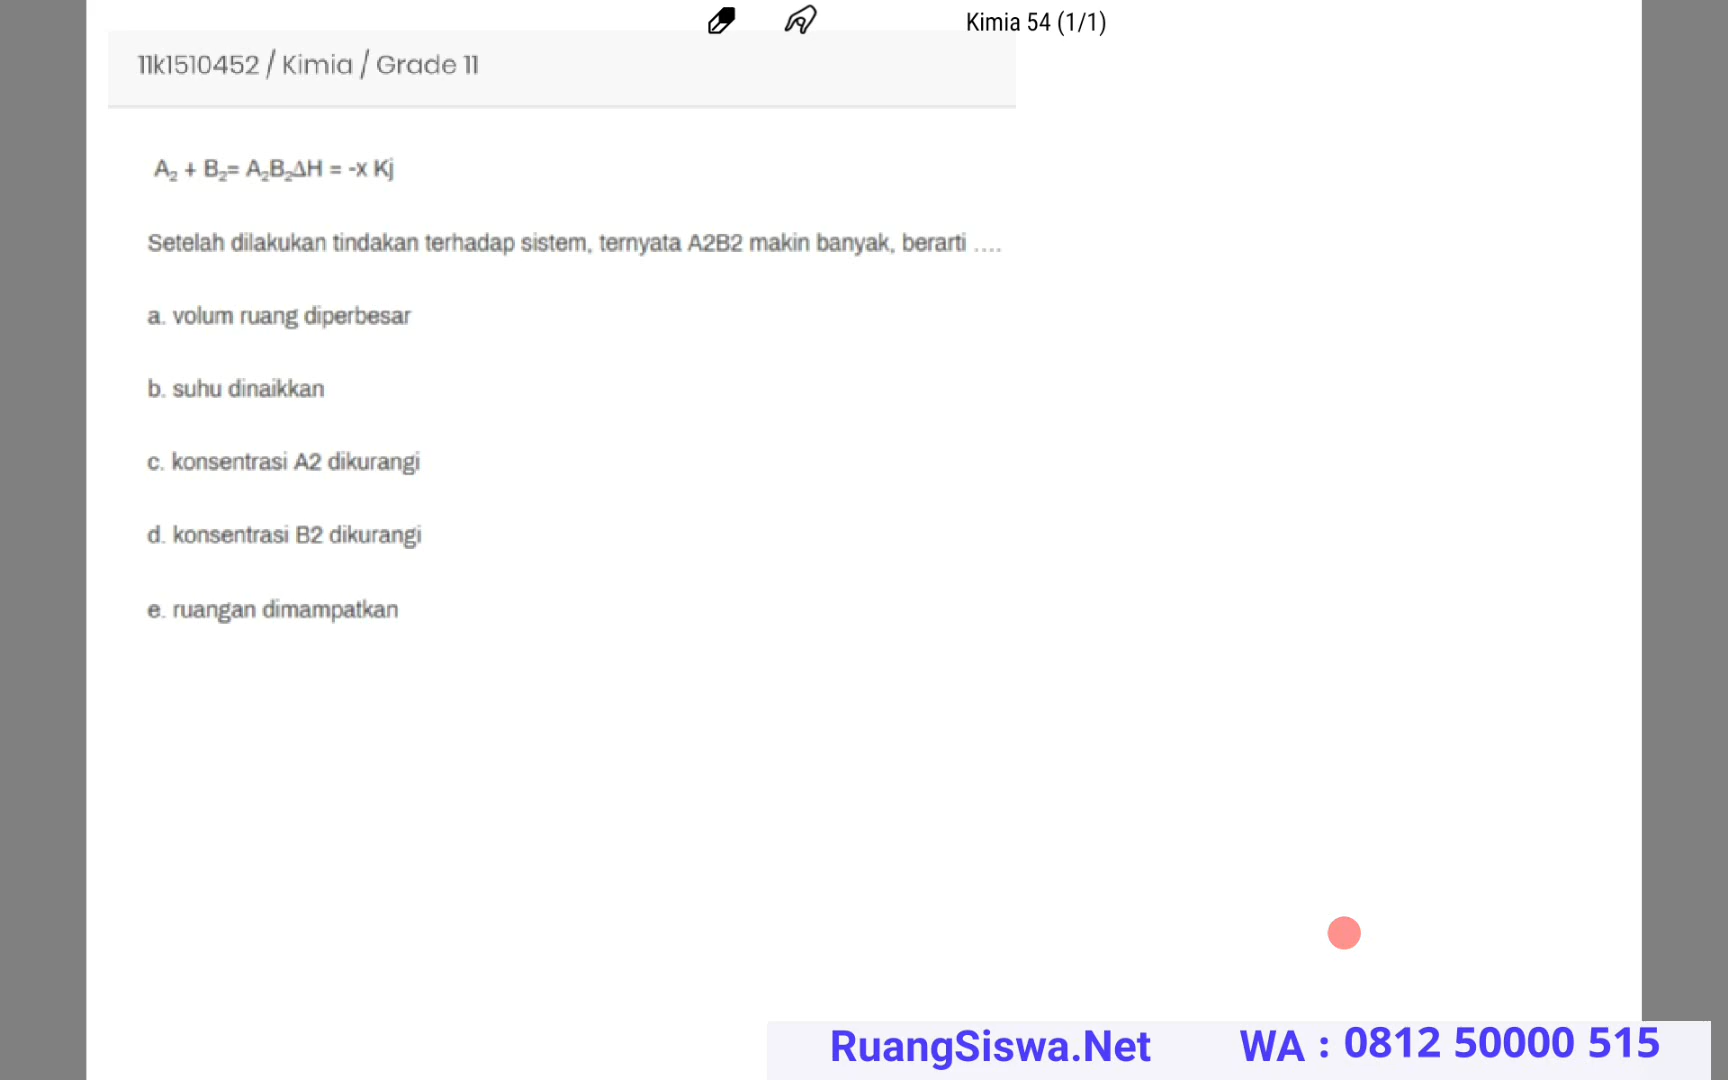 Kimia 54 (1/1)
11k1510452 / Kimia / Grade 11
A₂ + B₂= A₂B₂ΔH = -x Kj
Setelah dilakukan tindakan terhadap sistem, ternyata A2B2 makin banyak, berarti ....
a. volum ruang diperbesar
b. suhu dinaikkan
c. konsentrasi A2 dikurangi
d. konsentrasi B2 dikurangi
e. ruangan dimampatkan
RuangSiswa.Net WA : 0812 50000 515